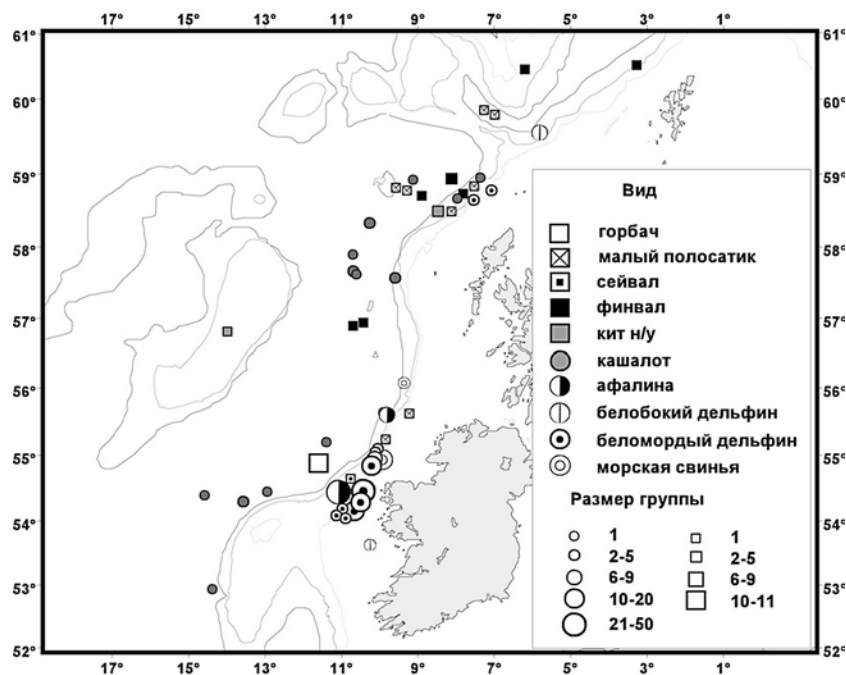 17° 15° 13° 11° 9° 7° 5° 3° 1°
61° 61°
60° 60°
59° 59°
58° 58°
57° 57°
56° 56°
55° 55°
54° 54°
53° 53°
52° 52°
17° 15° 13° 11° 9° 7° 5° 3° 1°
Вид
горбач
малый полосатик
сейвал
финвал
кит н/у
кашалот
афалина
белобокий дельфин
беломордый дельфин
морская свинья
Размер группы
1 1
2-5 2-5
6-9 6-9
10-20 10-11
21-50